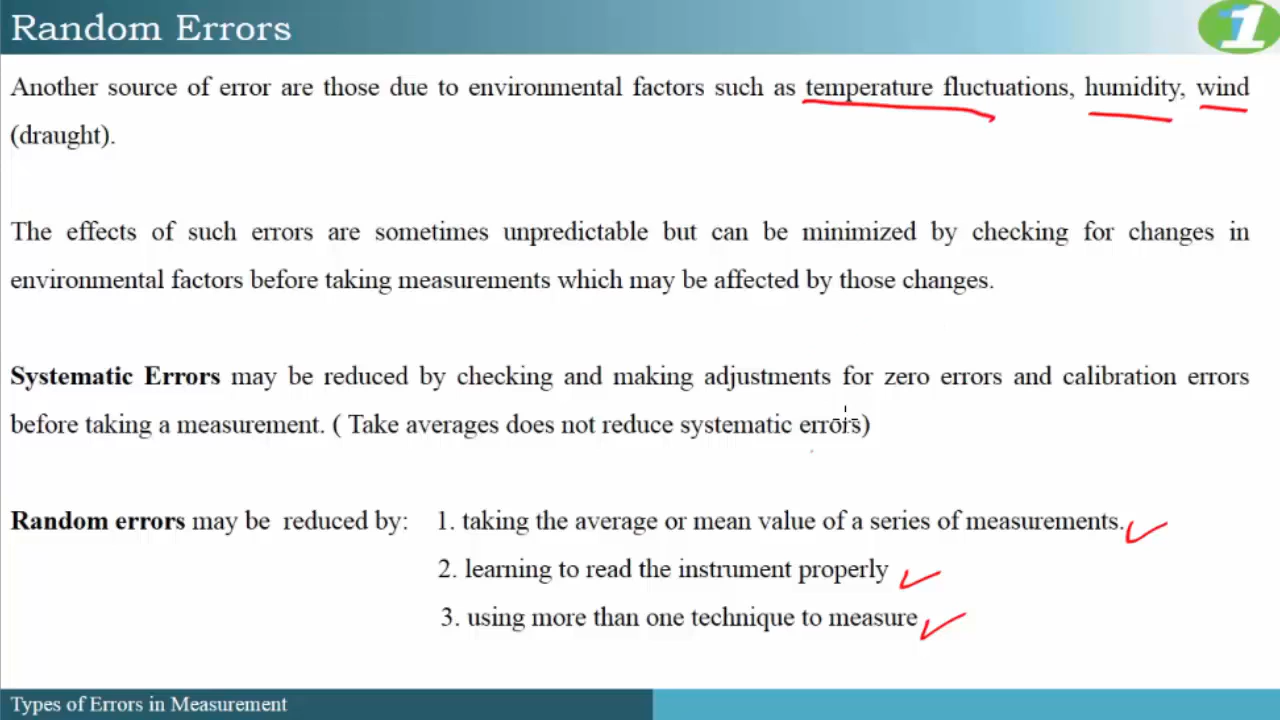 Random Errors
1
Another source of error are those due to environmental factors such as temperature fluctuations, humidity, wind
(draught).
The effects of such errors are sometimes unpredictable but can be minimized by checking for changes in
environmental factors before taking measurements which may be affected by those changes.
Systematic Errors may be reduced by checking and making adjustments for zero errors and calibration errors
before taking a measurement. ( Take averages does not reduce systematic errors)
Random errors may be reduced by: 1. taking the average or mean value of a series of measurements.
2. learning to read the instrument properly
3. using more than one technique to measure
Types of Errors in Measurement